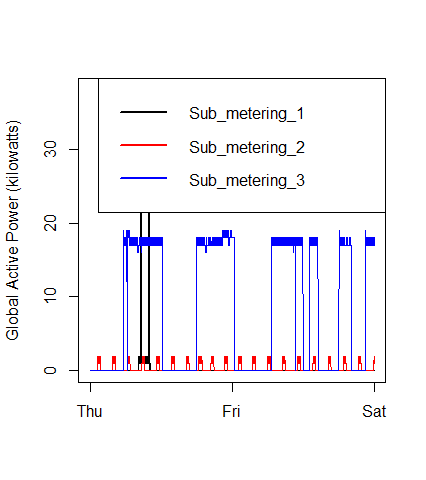 Sub_metering_1
Sub_metering_2
Sub_metering_3
Global Active Power (kilowatts)
30
20
10
0
Thu
Fri
Sat